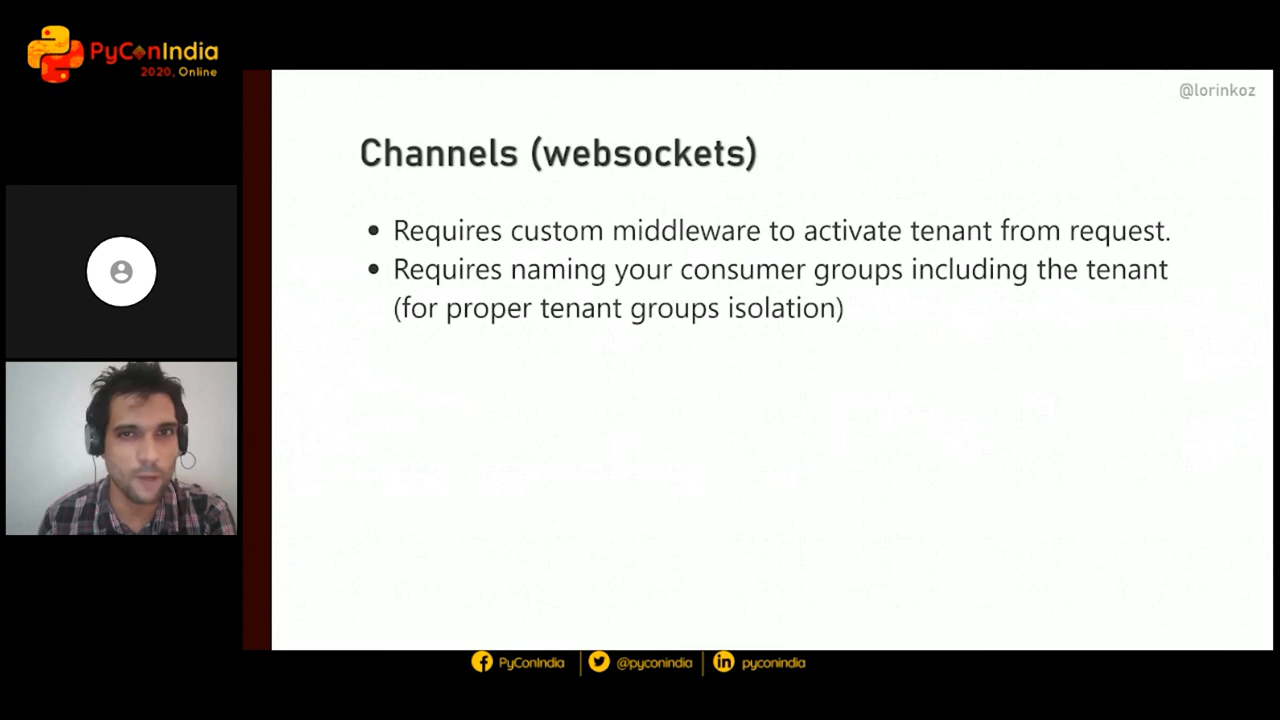 PyConIndia
2020, Online
@lorinkoz
Channels (websockets)
• Requires custom middleware to activate tenant from request.
• Requires naming your consumer groups including the tenant
(for proper tenant groups isolation)
PyConIndia
@pyconindia
pyconindia